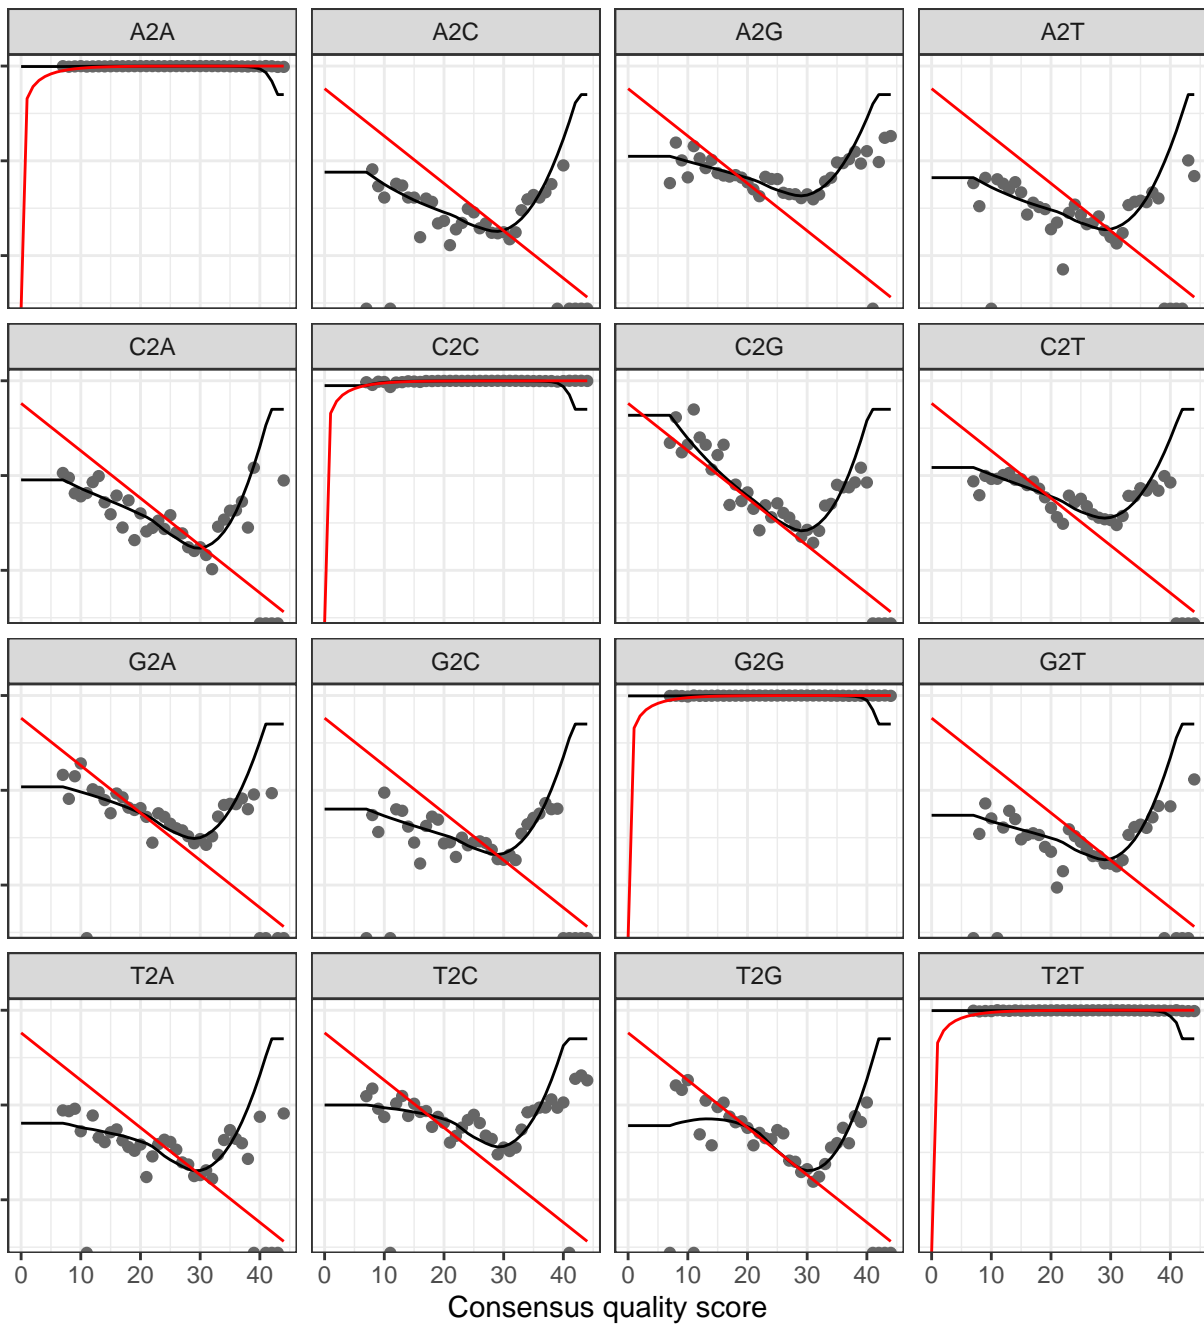 A2A A2C A2G A2T
C2A C2C C2G C2T
G2A G2C G2G G2T
T2A T2C T2G T2T
0 10 20 30 40 0 10 20 30 40 0 10 20 30 40 0 10 20 30 40
Consensus quality score